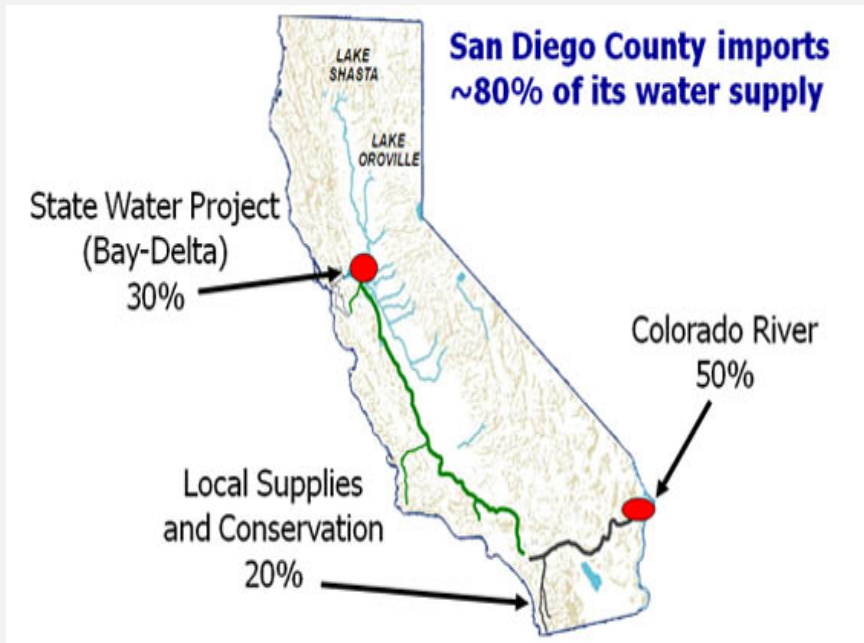 San Diego County imports
~80% of its water supply
LAKE
SHASTA
LAKE
OROVILLE
State Water Project
(Bay-Delta)
30%
Colorado River
50%
Local Supplies
and Conservation
20%